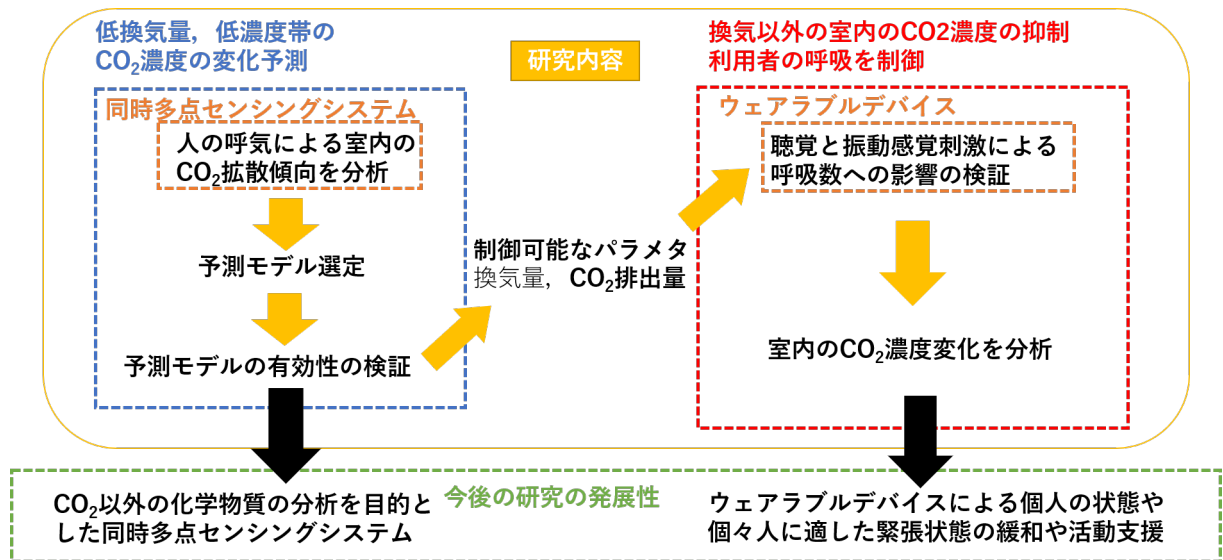 低換気量，低濃度帯の
CO₂濃度の変化予測
研究内容
換気以外の室内のCO2濃度の抑制
利用者の呼吸を制御
同時多点センシングシステム
人の呼気による室内の
CO₂拡散傾向を分析
予測モデル選定
予測モデルの有効性の検証
制御可能なパラメタ
換気量，CO₂排出量
ウェアラブルデバイス
聴覚と振動感覚刺激による
呼吸数への影響の検証
室内のCO₂濃度変化を分析
今後の研究の発展性
CO₂以外の化学物質の分析を目的と
した同時多点センシングシステム
ウェアラブルデバイスによる個人の状態や
個々人に適した緊張状態の緩和や活動支援